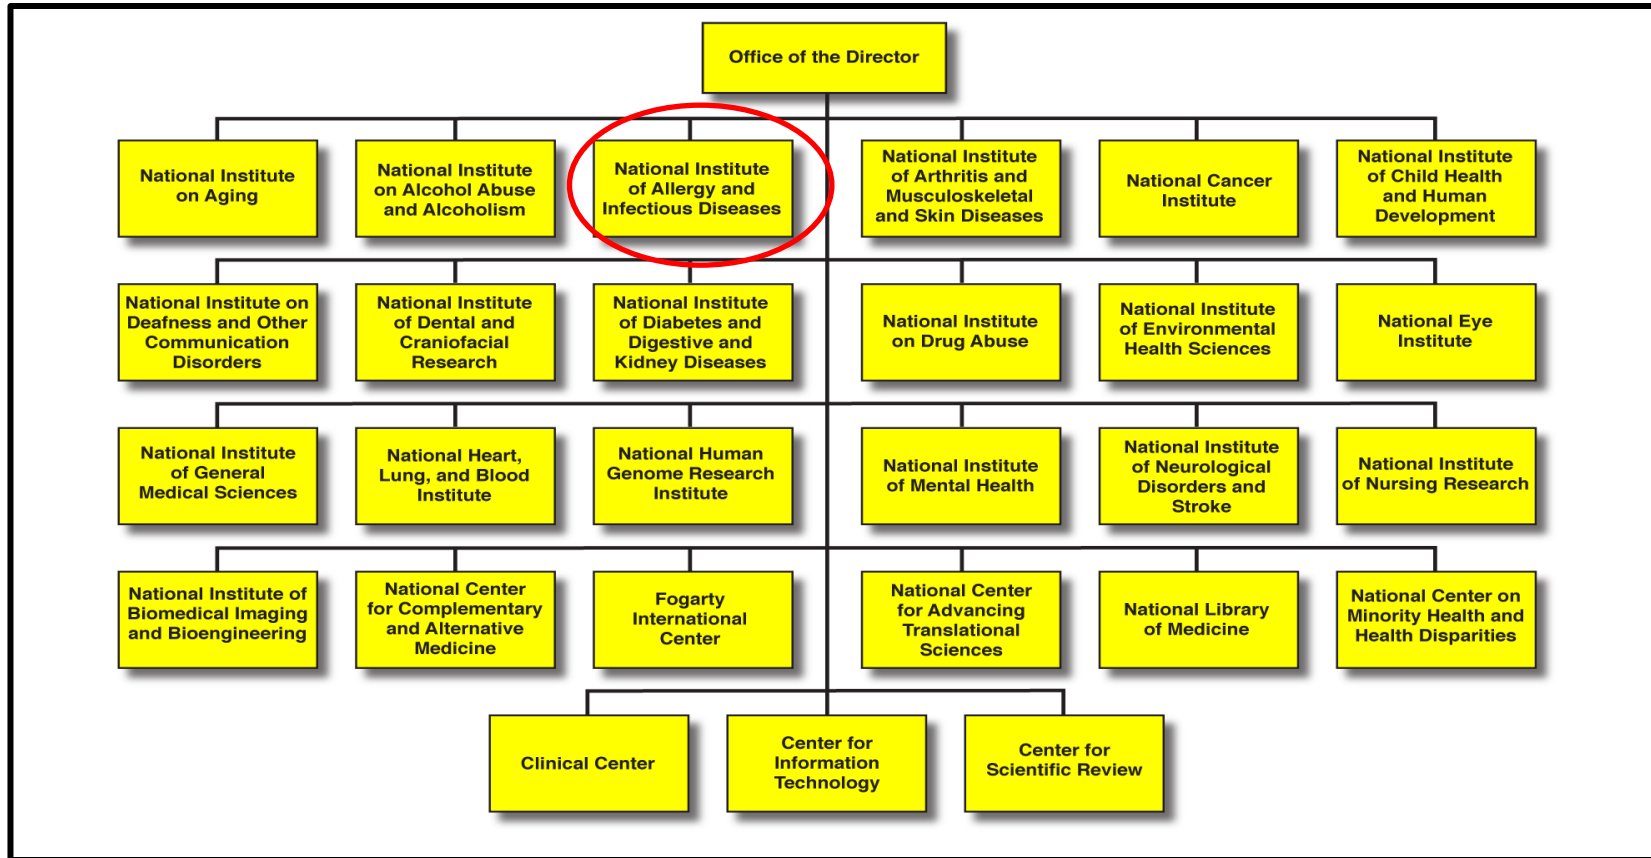 Office of the Director
National Institute
on Aging
National Institute
on Alcohol Abuse
and Alcoholism
National Institute
of Allergy and
Infectious Diseases
National Institute
of Arthritis and
Musculoskeletal
and Skin Diseases
National Cancer
Institute
National Institute
of Child Health
and Human
Development
National Institute on
Deafness and Other
Communication
Disorders
National Institute
of Dental and
Craniofacial
Research
National Institute
of Diabetes and
Digestive and
Kidney Diseases
National Institute
on Drug Abuse
National Institute
of Environmental
Health Sciences
National Eye
Institute
National Institute
of General
Medical Sciences
National Heart,
Lung, and Blood
Institute
National Human
Genome Research
Institute
National Institute
of Mental Health
National Institute
of Neurological
Disorders and
Stroke
National Institute
of Nursing Research
National Institute of
Biomedical Imaging
and Bioengineering
National Center
for Complementary
and Alternative
Medicine
Fogarty
International
Center
National Center
for Advancing
Translational
Sciences
National Library
of Medicine
National Center on
Minority Health and
Health Disparities
Clinical Center
Center for
Information
Technology
Center for
Scientific Review